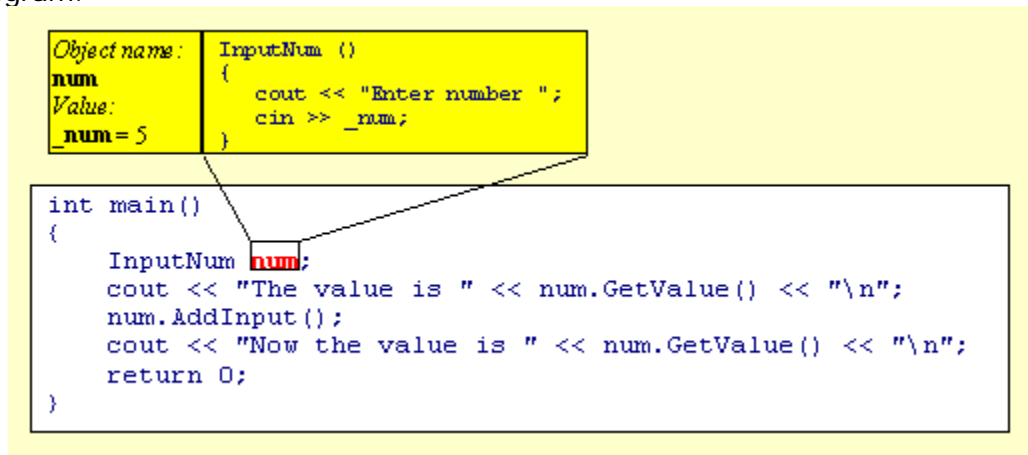 gram.
Object name:
num
Value:
_num = 5
InputNum ()
{
cout << "Enter number ";
cin >> _num;
}
int main()
{
InputNum num;
cout << "The value is " << num.GetValue() << "\n";
num.AddInput();
cout << "Now the value is " << num.GetValue() << "\n";
return 0;
}